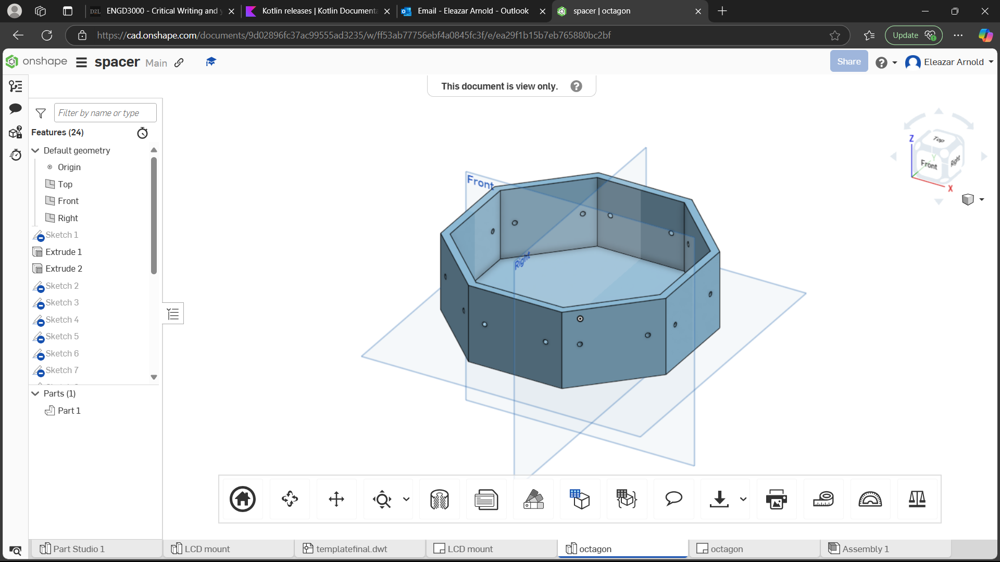 D2L ENGD3000 - Critical Writing and y
Kotlin releases | Kotlin Documenta
Email - Eleazar Arnold - Outlook
spacer | octagon
https://cad.onshape.com/documents/9d02896fc37ac99555ad3235/w/ff53ab77756ebf4a0845fc3f/e/ea29f1b15b7eb765880bc2bf
Update
onshape spacer Main
Share
Eleazar Arnold
This document is view only.
Filter by name or type
Features (24)
Default geometry
Origin
Top
Front
Right
Sketch 1
Extrude 1
Extrude 2
Sketch 2
Sketch 3
Sketch 4
Sketch 5
Sketch 6
Sketch 7
Parts (1)
Part 1
Front
Right
Z
Top
Y
Front
Right
X
Part Studio 1
LCD mount
templatefinal.dwt
LCD mount
octagon
octagon
Assembly 1